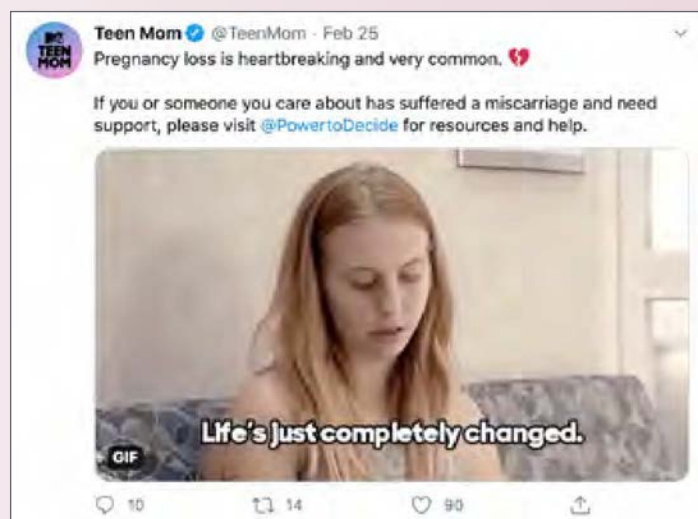 TEEN
MOM
Teen Mom @TeenMom · Feb 25
Pregnancy loss is heartbreaking and very common. 💔
If you or someone you care about has suffered a miscarriage and need
support, please visit @PowertoDecide for resources and help.
Life's just completely changed.
GIF
10 14 90